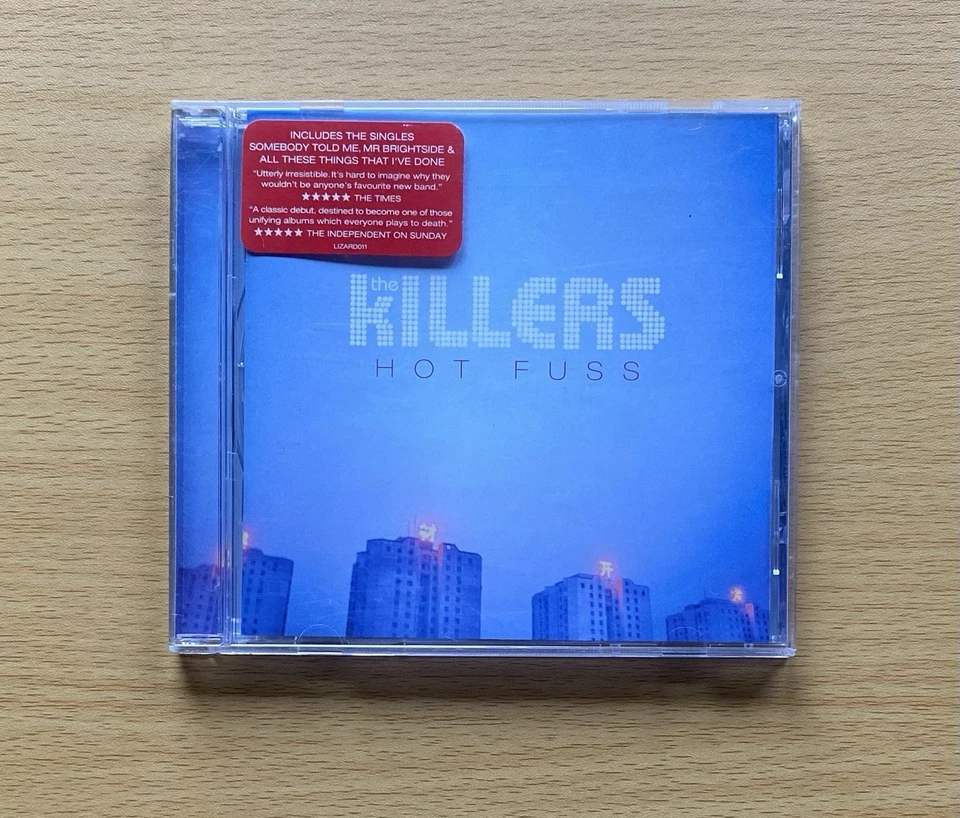 INCLUDES THE SINGLES
SOMEBODY TOLD ME, MR BRIGHTSIDE &
ALL THESE THINGS THAT I'VE DONE
"Utterly irresistible. It's hard to imagine why they
wouldn't be anyone's favourite new band."
★★★★★ THE TIMES
"A classic debut, destined to become one of those
unifying albums which everyone plays to death."
★★★★★ THE INDEPENDENT ON SUNDAY
LIZARD011
the KILLERS
HOT FUSS
开